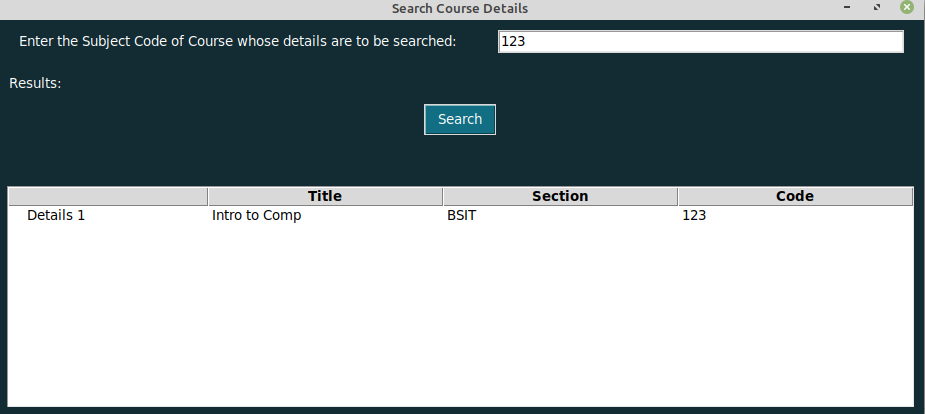 Search Course Details
Enter the Subject Code of Course whose details are to be searched: 123
Results:
Search
Title Section Code
Details 1 Intro to Comp BSIT 123